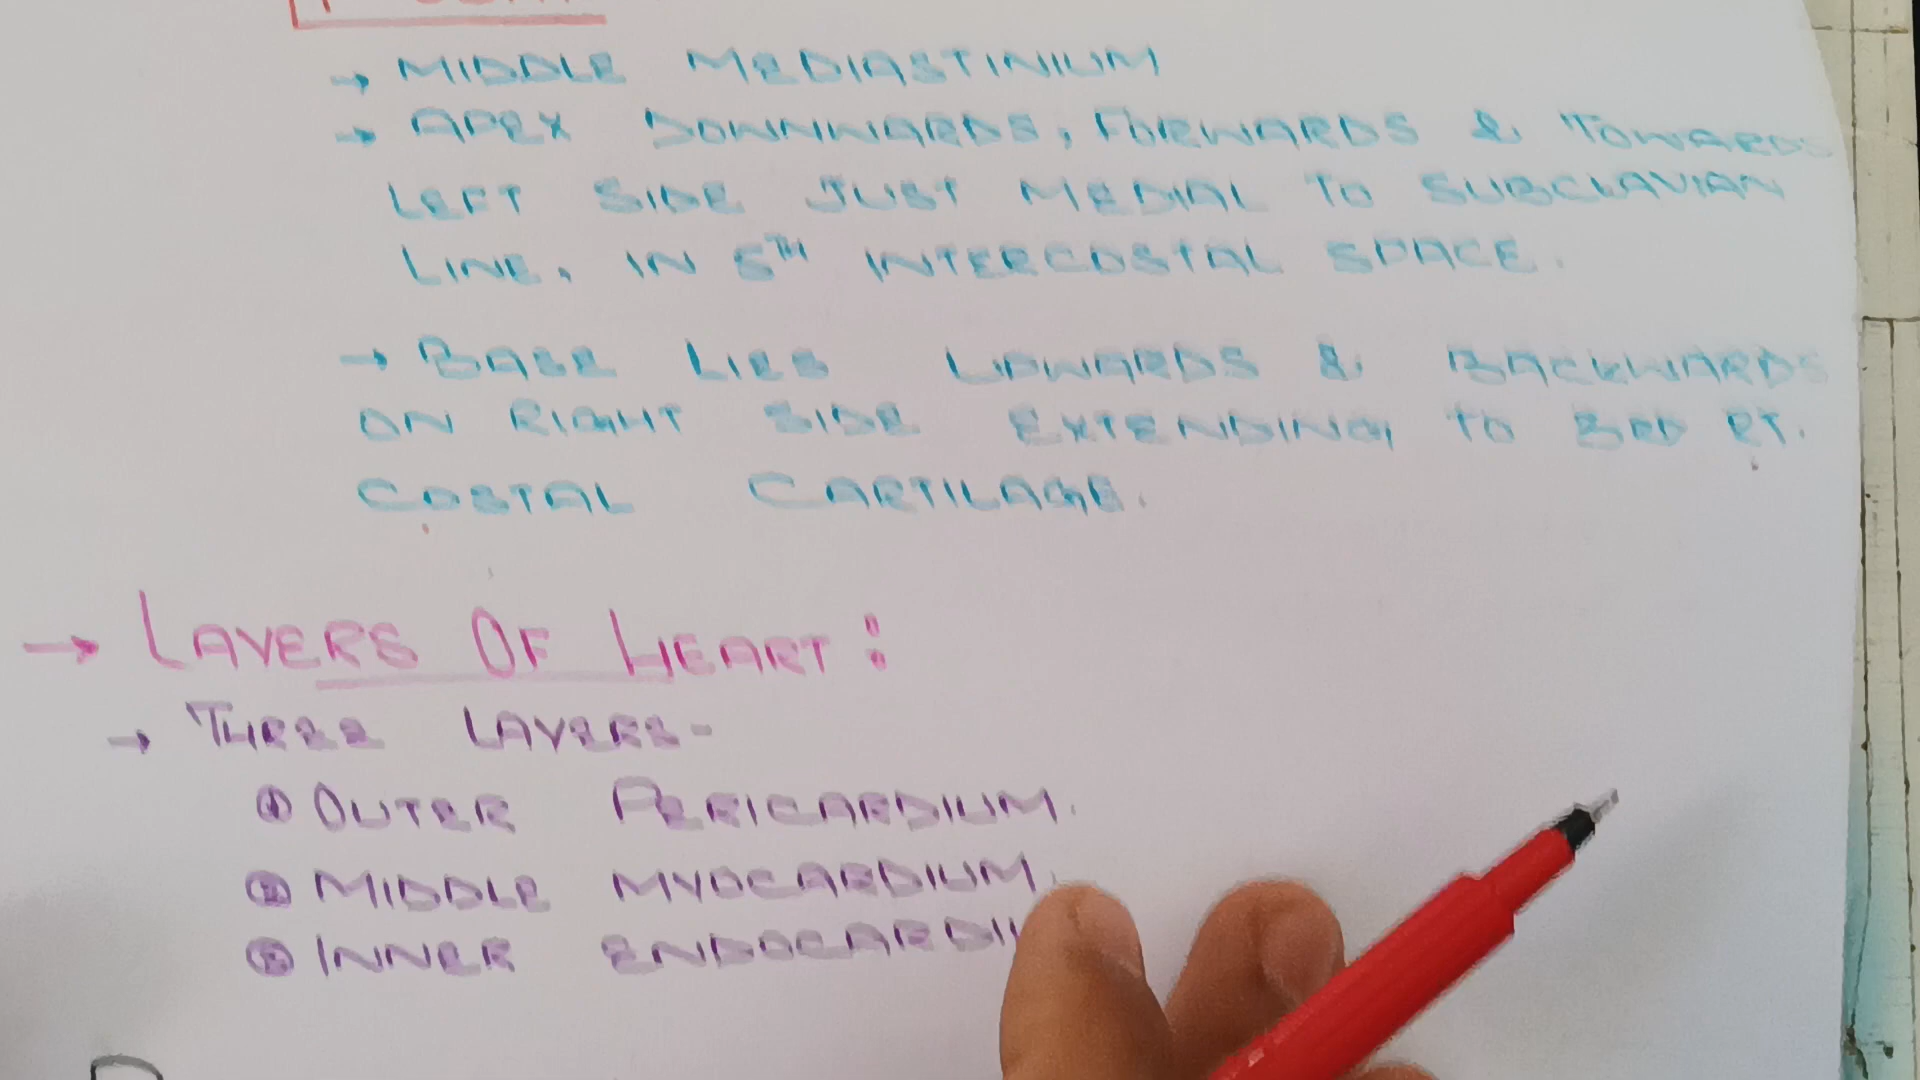 → MIDDLE MEDIASTINIUM
→ APEX DOWNWARDS, FORWARDS & TOWARDS
LEFT SIDE JUST MEDIAL TO SUBCLAVIAN
LINE, IN 5TH INTERCOSTAL SPACE.
→ BASE LIES UPWARDS & BACKWARDS
ON RIGHT SIDE EXTENDING TO 3RD RT.
COSTAL CARTILAGE.
→ LAYERS OF HEART:
→ THREE LAYERS-
① OUTER PERICARDIUM.
② MIDDLE MYOCARDIUM.
③ INNER ENDOCARDIU